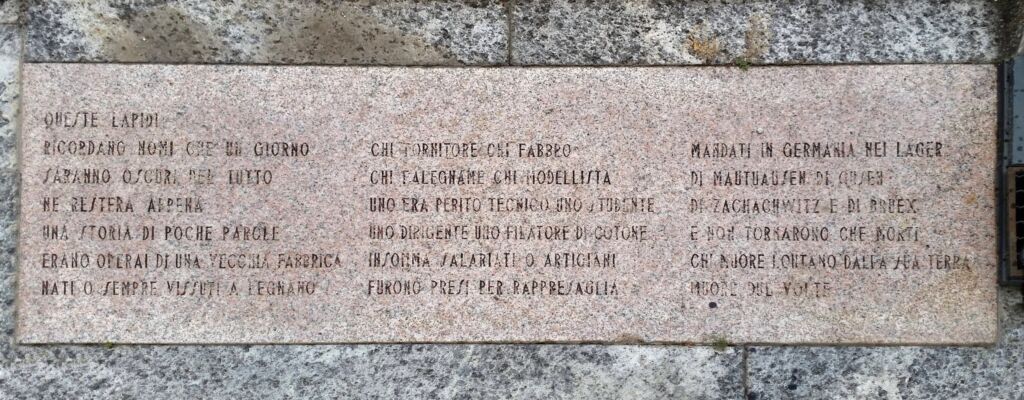 QUESTE LAPIDI
RICORDANO NOMI CHE UN GIORNO
SARANNO OSCURI DEL TUTTO
NE RESTERÀ APPENA
UNA STORIA DI POCHE PAROLE
ERANO OPERAI DI UNA VECCHIA FABBRICA
NATI O SEMPRE VISSUTI A LEGNANO
CHI TORNITORE CHI FABBRO
CHI FALEGNAME CHI MODELLISTA
UNO ERA PERITO TECNICO UNO STUDENTE
UNO DIRIGENTE UNO FILATORE DI COTONE
INSOMMA SALARIATI O ARTIGIANI
FURONO PRESI PER RAPPRESAGLIA
MANDATI IN GERMANIA NEI LAGER
DI MAUTUAUSEN DI GUSEN
DI ZACHACHWITZ E DI BRUEX
E NON TORNARONO CHE MORTI
CH' MUORE LONTANO DALLA SUA TERRA
MUORE DUE VOLTE